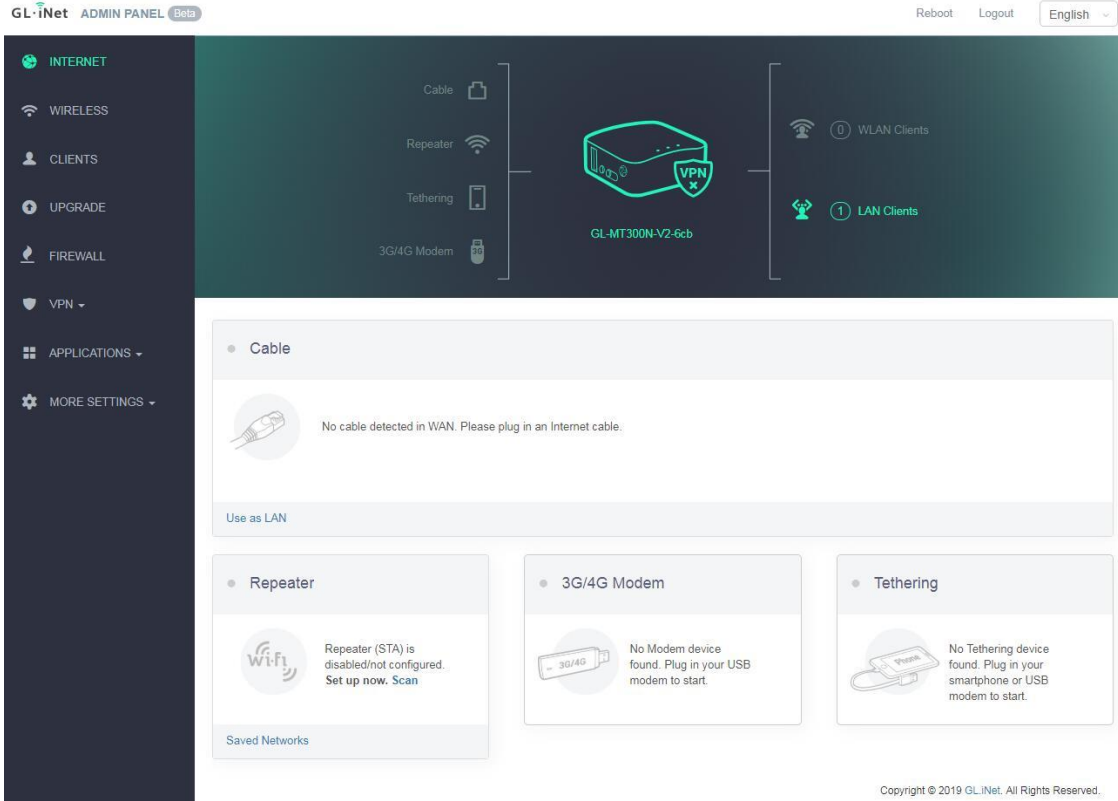 GL·iNet ADMIN PANEL Beta
Reboot Logout English
INTERNET
WIRELESS
CLIENTS
UPGRADE
FIREWALL
VPN
APPLICATIONS
MORE SETTINGS
Cable
Repeater
Tethering
3G/4G Modem
3G
VPN
GL-MT300N-V2-6cb
0 WLAN Clients
1 LAN Clients
Cable
No cable detected in WAN. Please plug in an Internet cable.
Use as LAN
Repeater
Wi-Fi
Repeater (STA) is
disabled/not configured.
Set up now. Scan
Saved Networks
3G/4G Modem
3G/4G
No Modem device
found. Plug in your USB
modem to start.
Tethering
Phone
No Tethering device
found. Plug in your
smartphone or USB
modem to start.
Copyright © 2019 GL.iNet. All Rights Reserved.